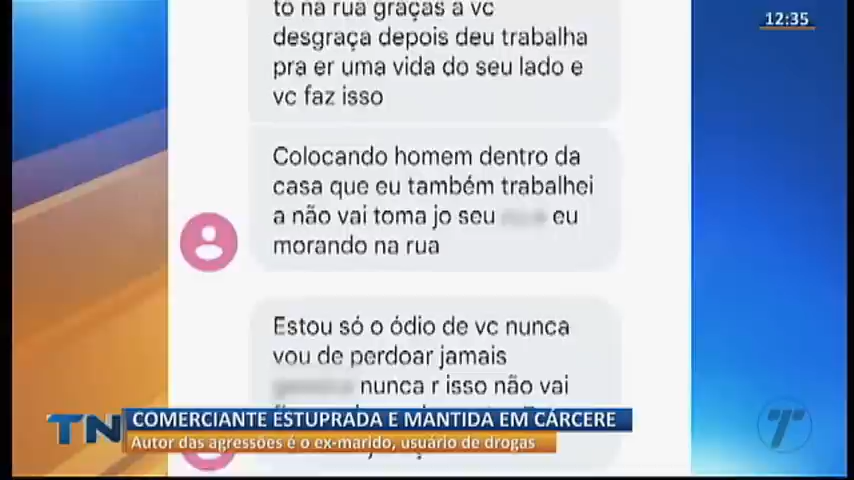 12:35
tô na rua graças a vc
desgraça depois deu trabalha
pra er uma vida do seu lado e
vc faz isso
Colocando homem dentro da
casa que eu também trabalhei
a não vai toma jo seu eu
morando na rua
Estou só o ódio de vc nunca
vou de perdoar jamais
nunca r isso não vai
TN
COMERCIANTE ESTUPRADA E MANTIDA EM CÁRCERE
Autor das agressões é o ex-marido, usuário de drogas